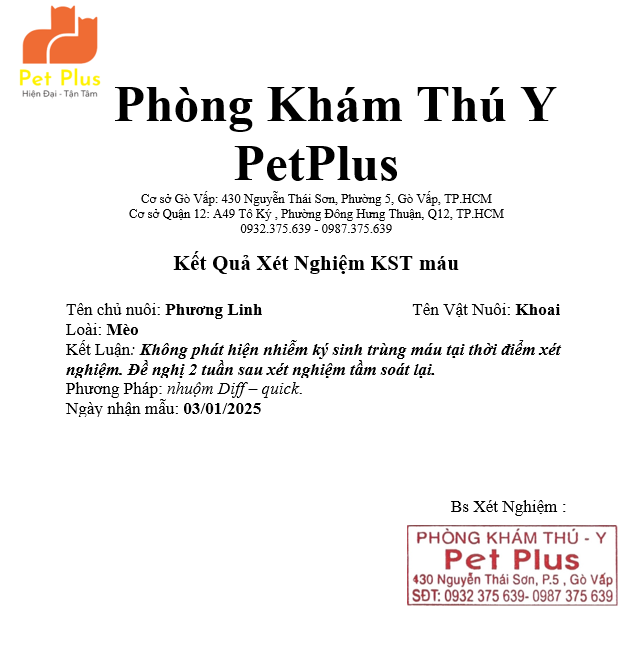 Pet Plus
Hiện Đại - Tận Tâm
Phòng Khám Thú Y
PetPlus
Cơ sở Gò Vấp: 430 Nguyễn Thái Sơn, Phường 5, Gò Vấp, TP.HCM
Cơ sở Quận 12: A49 Tô Ký , Phường Đông Hưng Thuận, Q12, TP.HCM
0932.375.639 - 0987.375.639
Kết Quả Xét Nghiệm KST máu
Tên chủ nuôi: Phương Linh Tên Vật Nuôi: Khoai
Loài: Mèo
Kết Luận: Không phát hiện nhiễm ký sinh trùng máu tại thời điểm xét
nghiệm. Đề nghị 2 tuần sau xét nghiệm tầm soát lại.
Phương Pháp: nhuộm Diff – quick.
Ngày nhận mẫu: 03/01/2025
Bs Xét Nghiệm :
PHÒNG KHÁM THÚ - Y
Pet Plus
430 Nguyễn Thái Sơn, P.5 , Gò Vấp
SĐT: 0932 375 639- 0987 375 639